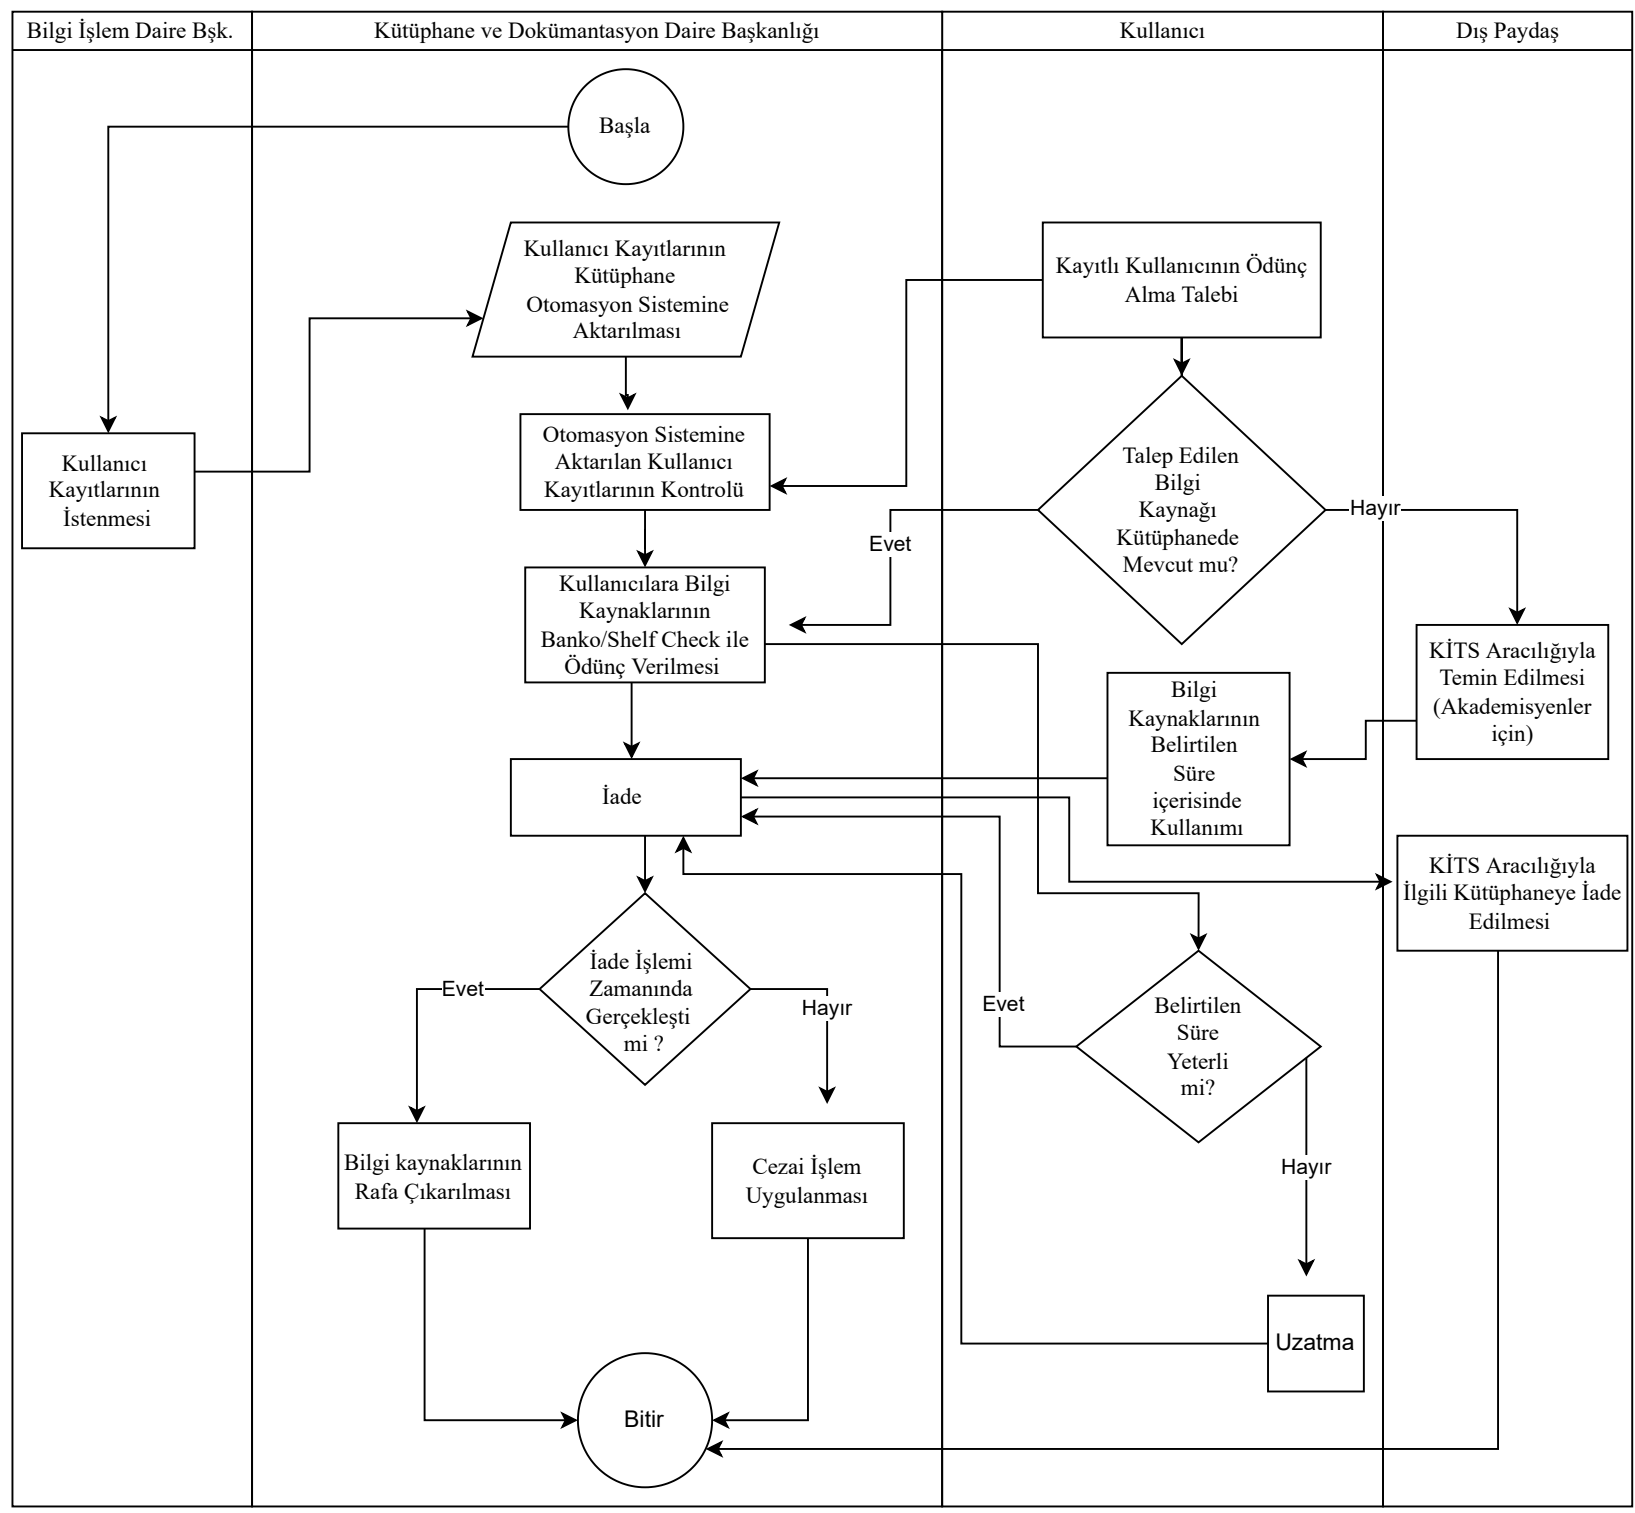 Bilgi İşlem Daire Bşk.
Kütüphane ve Dokümantasyon Daire Başkanlığı
Kullanıcı
Dış Paydaş
Başla
Kullanıcı Kayıtlarının
Kütüphane
Otomasyon Sistemine
Aktarılması
Kayıtlı Kullanıcının Ödünç
Alma Talebi
Kullanıcı
Kayıtlarının
İstenmesi
Otomasyon Sistemine
Aktarılan Kullanıcı
Kayıtlarının Kontrolü
Talep Edilen
Bilgi
Kaynağı
Kütüphanede
Mevcut mu?
Hayır
Evet
Kullanıcılara Bilgi
Kaynaklarının
Banko/Shelf Check ile
Ödünç Verilmesi
KİTS Aracılığıyla
Temin Edilmesi
(Akademisyenler
için)
Bilgi
Kaynaklarının
Belirtilen
Süre
içerisinde
Kullanımı
İade
KİTS Aracılığıyla
İlgili Kütüphaneye İade
Edilmesi
İade İşlemi
Zamanında
Gerçekleşti
mi ?
Evet
Hayır
Evet
Belirtilen
Süre
Yeterli
mi?
Hayır
Bilgi kaynaklarının
Rafa Çıkarılması
Cezai İşlem
Uygulanması
Uzatma
Bitir